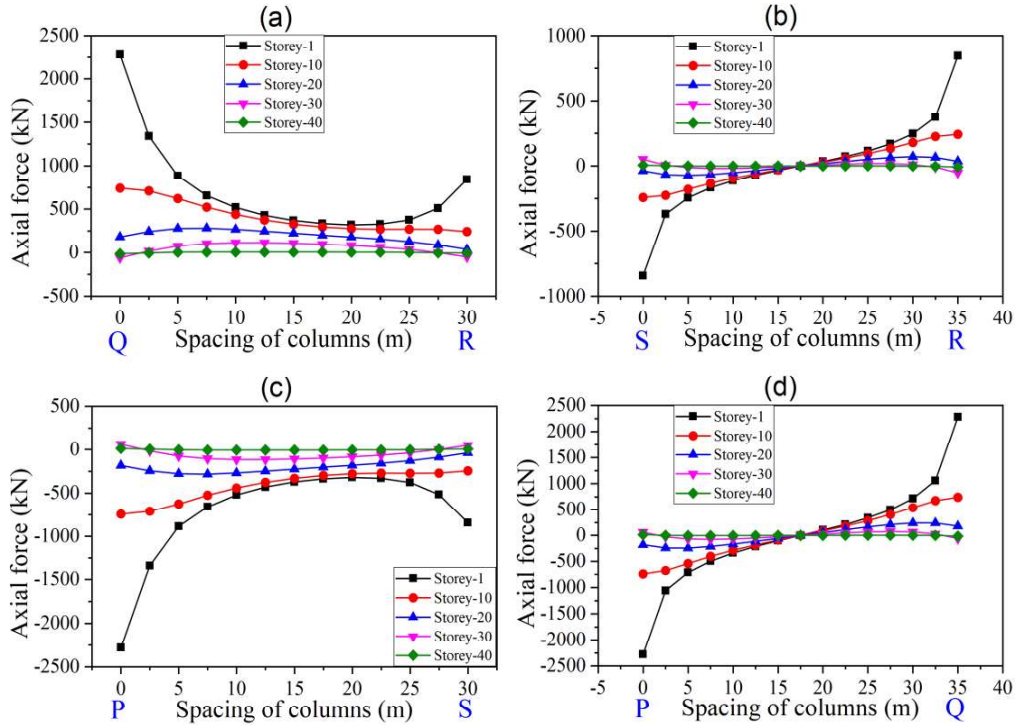 (a)
Axial force (kN)
2500
2000
1500
1000
500
0
-500
Storey-1
Storey-10
Storey-20
Storey-30
Storey-40
0 5 10 15 20 25 30
Q Spacing of columns (m) R
(b)
Axial force (kN)
1000
500
0
-500
-1000
Storey-1
Storey-10
Storey-20
Storey-30
Storey-40
-5 0 5 10 15 20 25 30 35 40
S Spacing of columns (m) R
(c)
Axial force (kN)
500
0
-500
-1000
-1500
-2000
-2500
Storey-1
Storey-10
Storey-20
Storey-30
Storey-40
0 5 10 15 20 25 30
P Spacing of columns (m) S
(d)
Axial force (kN)
2500
2000
1500
1000
500
0
-500
-1000
-1500
-2000
-2500
Storey-1
Storey-10
Storey-20
Storey-30
Storey-40
-5 0 5 10 15 20 25 30 35 40
P Spacing of columns (m) Q